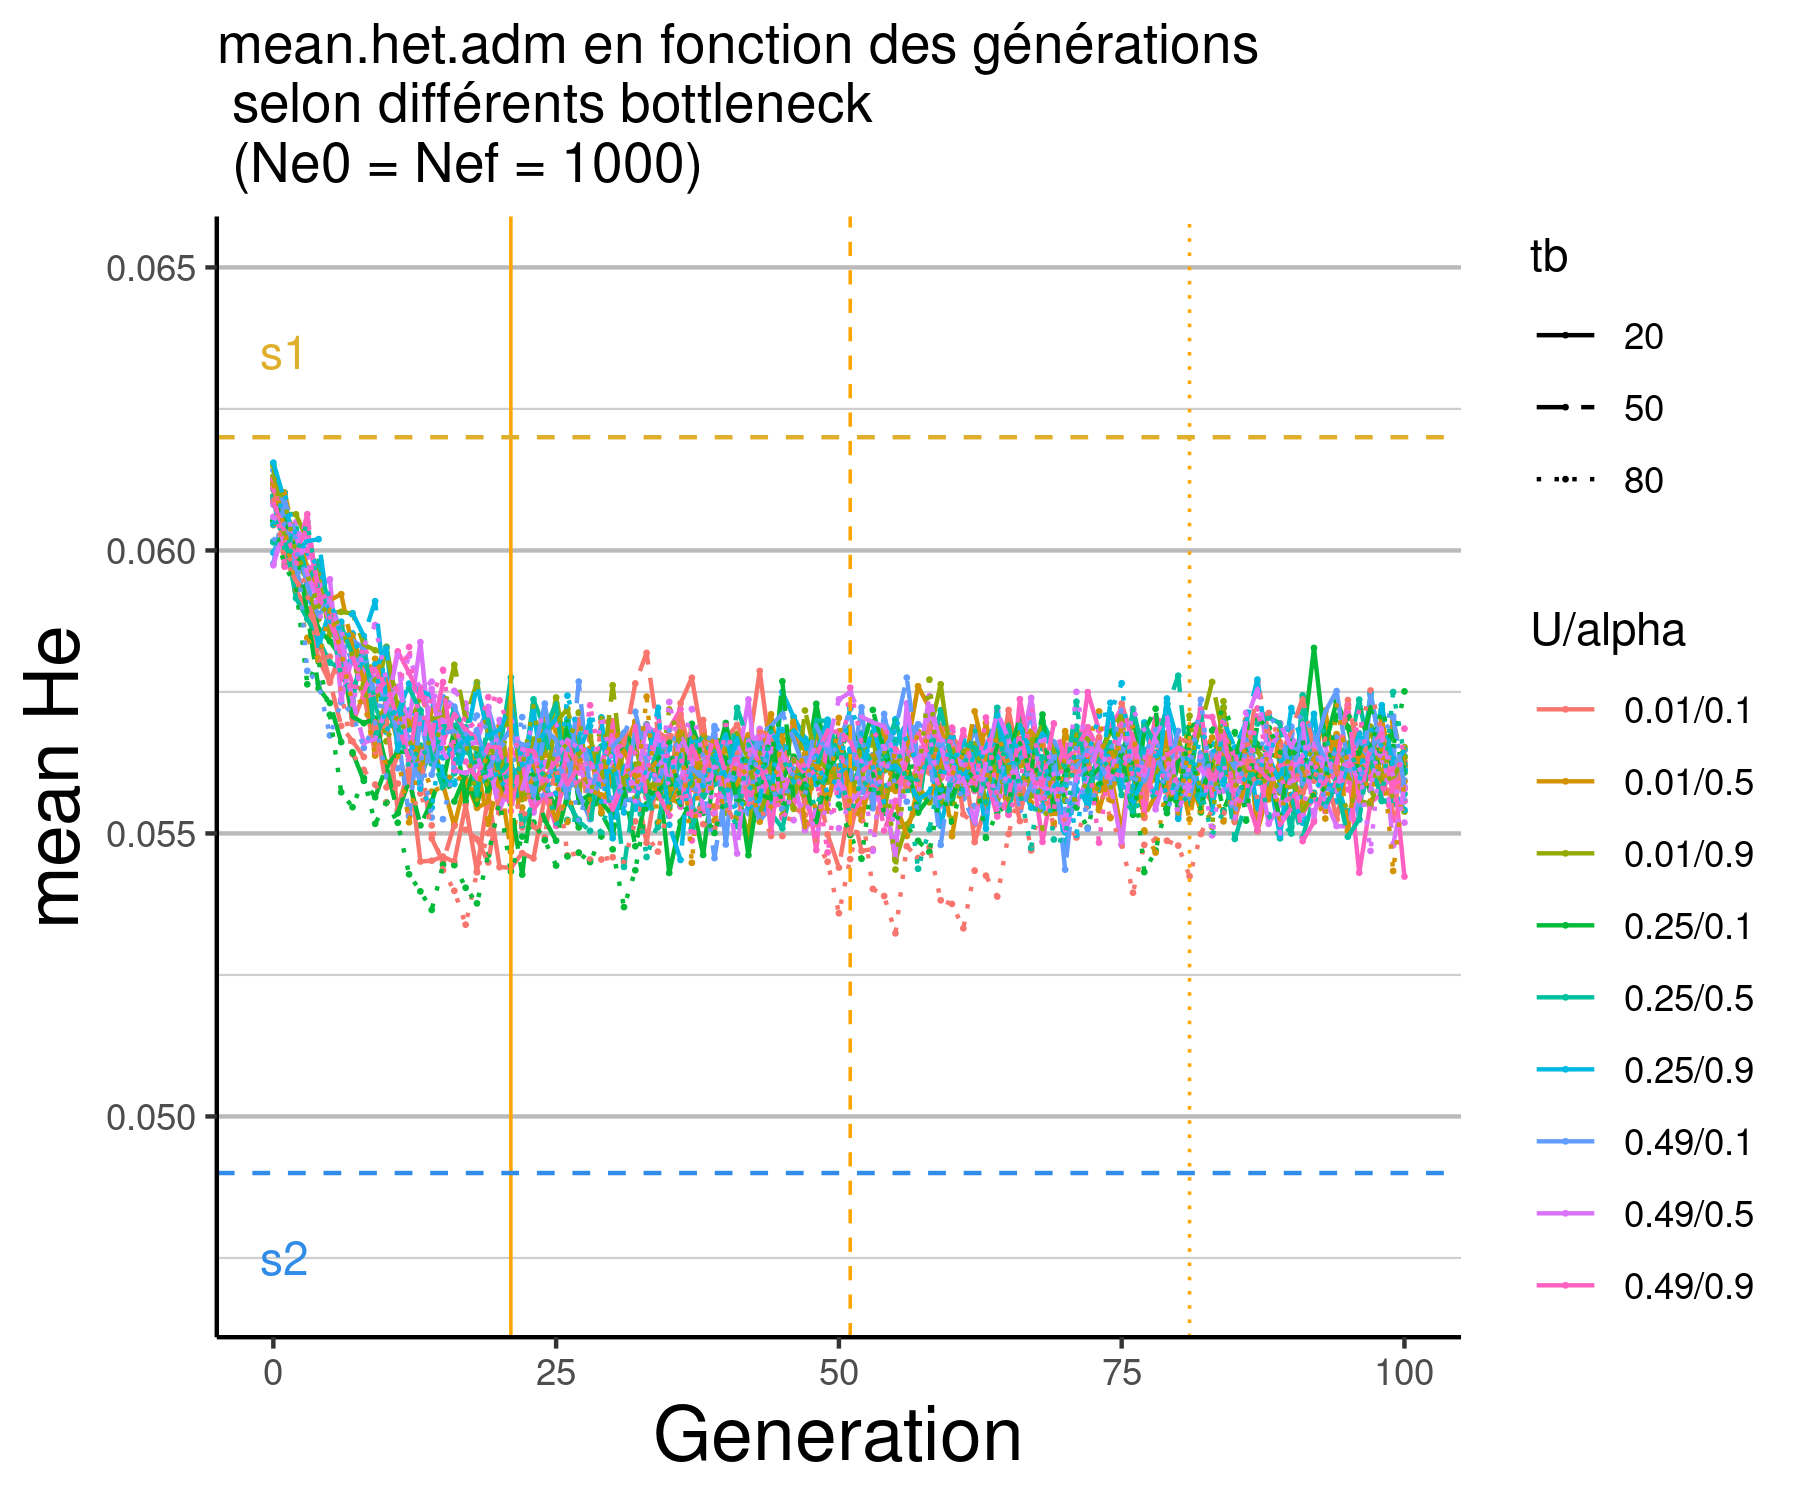 mean.het.adm en fonction des générations
selon différents bottleneck
(Ne0 = Nef = 1000)
mean He
0.065
0.060
0.055
0.050
s1
s2
0
25
50
75
100
Generation
tb
20
50
80
U/alpha
0.01/0.1
0.01/0.5
0.01/0.9
0.25/0.1
0.25/0.5
0.25/0.9
0.49/0.1
0.49/0.5
0.49/0.9